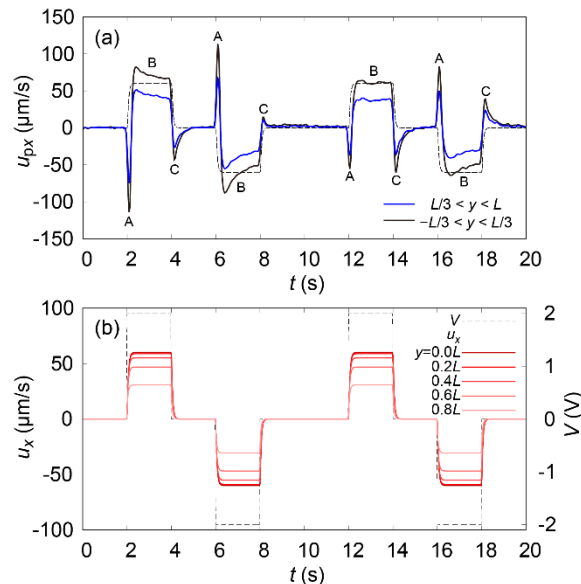 (a)
A
B
C
A
B
C
A
B
C
A
B
C
u_px (μm/s)
150
100
50
0
−50
−100
−150
L/3 < y < L
−L/3 < y < L/3
0 2 4 6 8 10 12 14 16 18 20
t (s)
(b)
u_x (μm/s)
100
50
0
-50
-100
V
u_x
y=0.0L
0.2L
0.4L
0.6L
0.8L
2
1
0
-1
-2
V (V)
0 2 4 6 8 10 12 14 16 18 20
t (s)